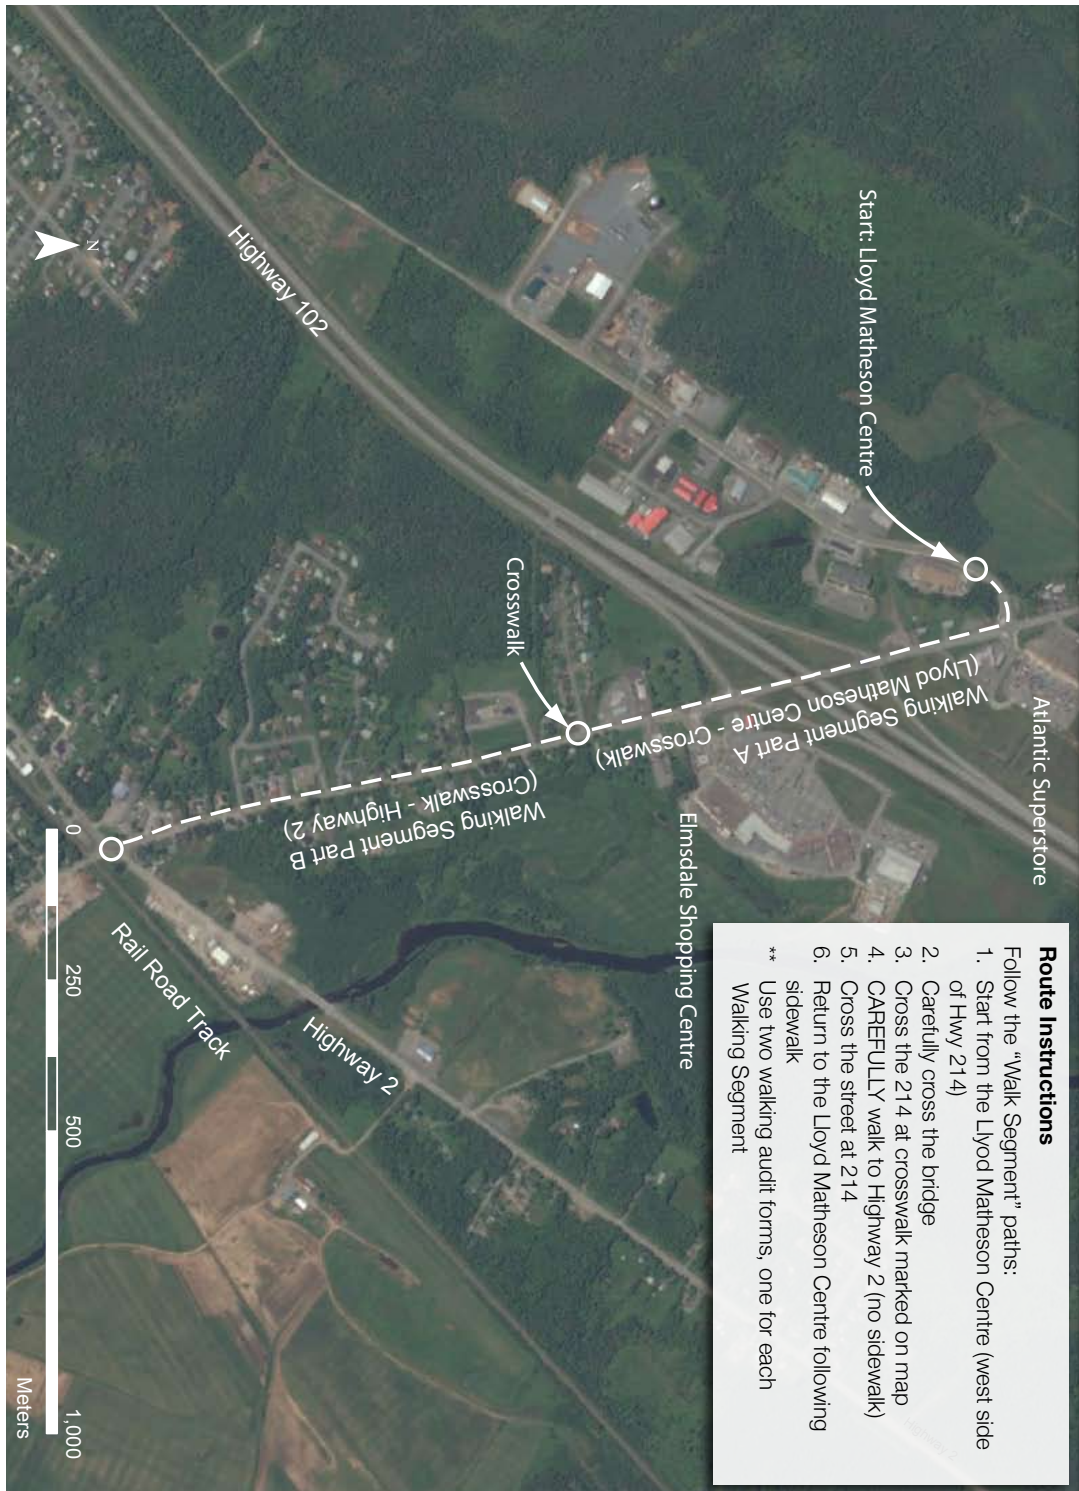 Route Instructions
Follow the “Walk Segment” paths:
1. Start from the Llyod Matheson Centre (west side
of Hwy 214)
2. Carefully cross the bridge
3. Cross the 214 at crosswalk marked on map
4. CAREFULLY walk to Highway 2 (no sidewalk)
5. Cross the street at 214
6. Return to the Lloyd Matheson Centre following
sidewalk
** Use two walking audit forms, one for each
Walking Segment
Atlantic Superstore
Start: Lloyd Matheson Centre
Walking Segment Part A
(Llyod Matheson Centre - Crosswalk)
Elmsdale Shopping Centre
Crosswalk
Walking Segment Part B
(Crosswalk - Highway 2)
Highway 102
Highway 2
Rail Road Track
Highway 2
N
0
250
500
1,000
Meters